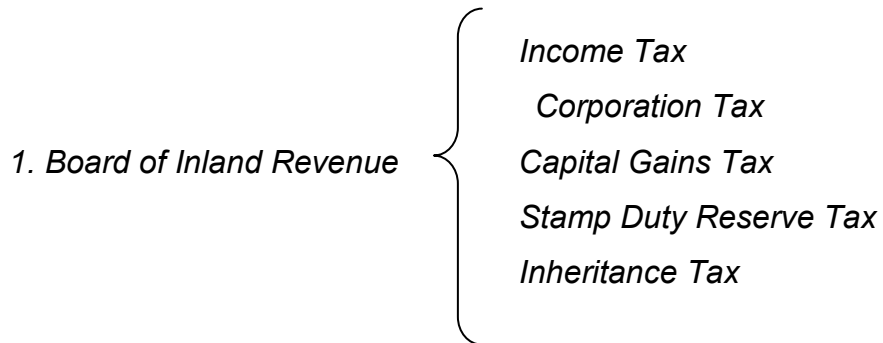 Income Tax
Corporation Tax
1. Board of Inland Revenue
Capital Gains Tax
Stamp Duty Reserve Tax
Inheritance Tax